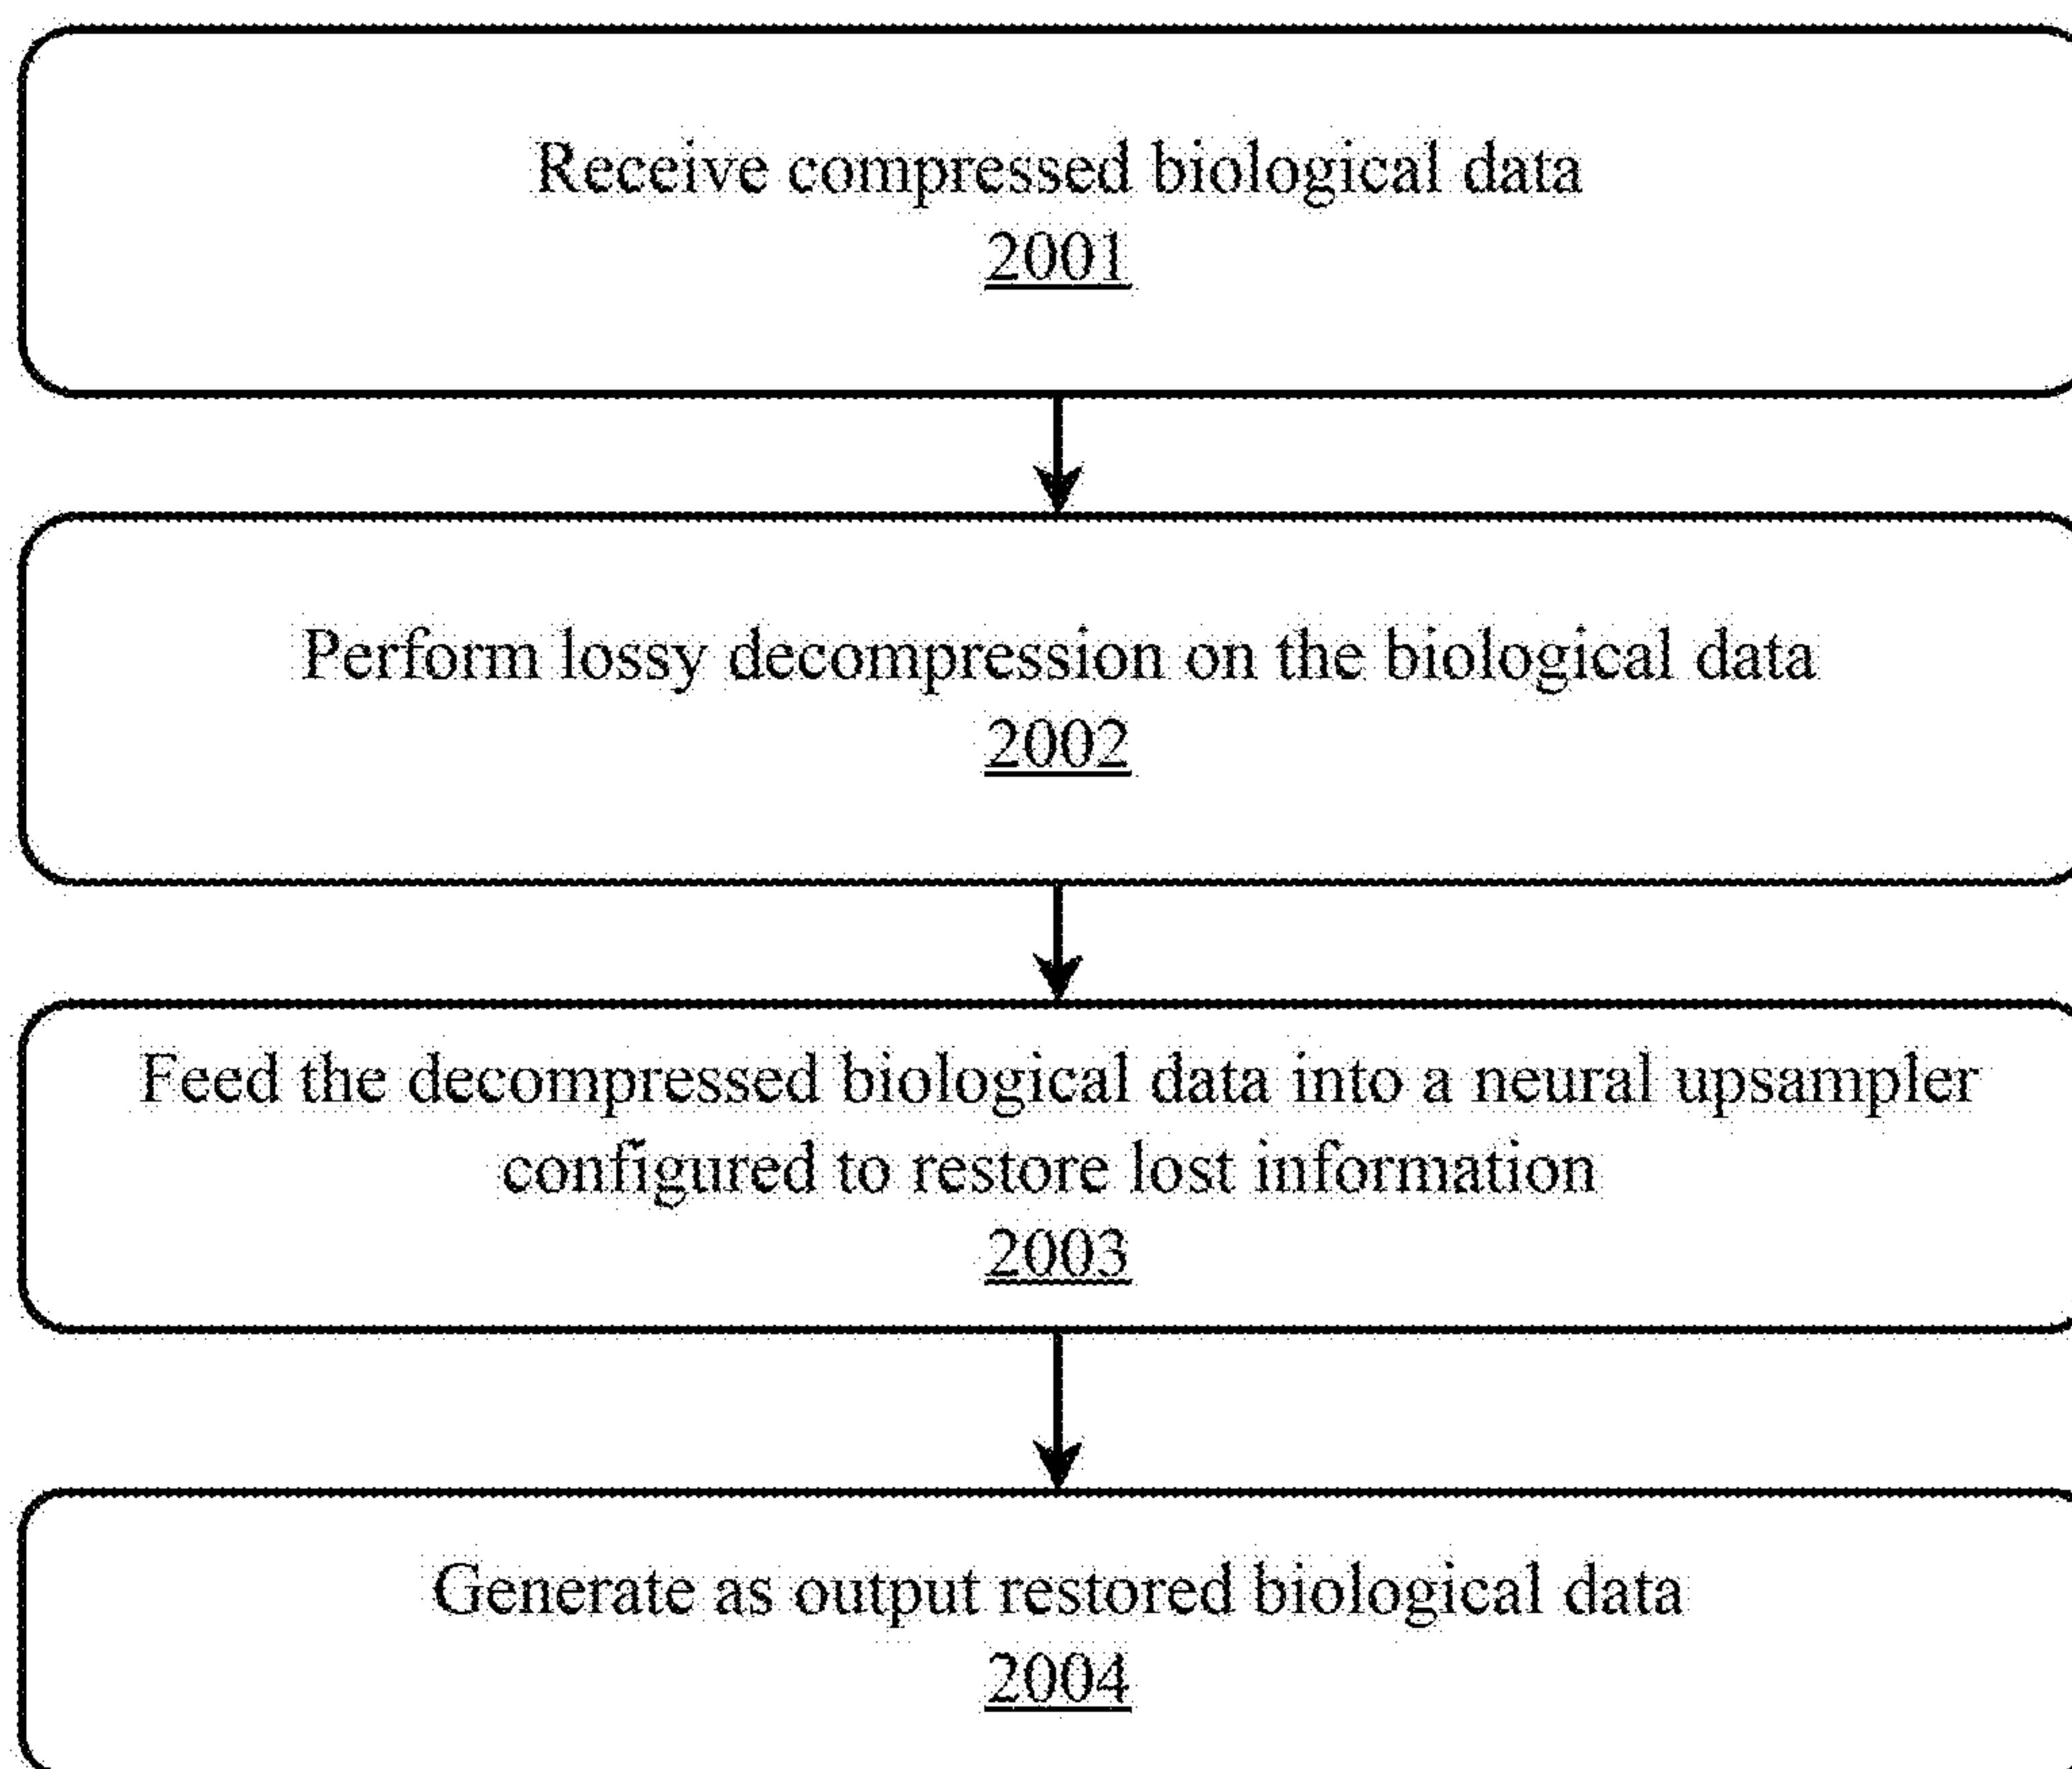 Receive compressed biological data
2001
Perform lossy decompression on the biological data
2002
Feed the decompressed biological data into a neural upsampler
configured to restore lost information
2003
Generate as output restored biological data
2004